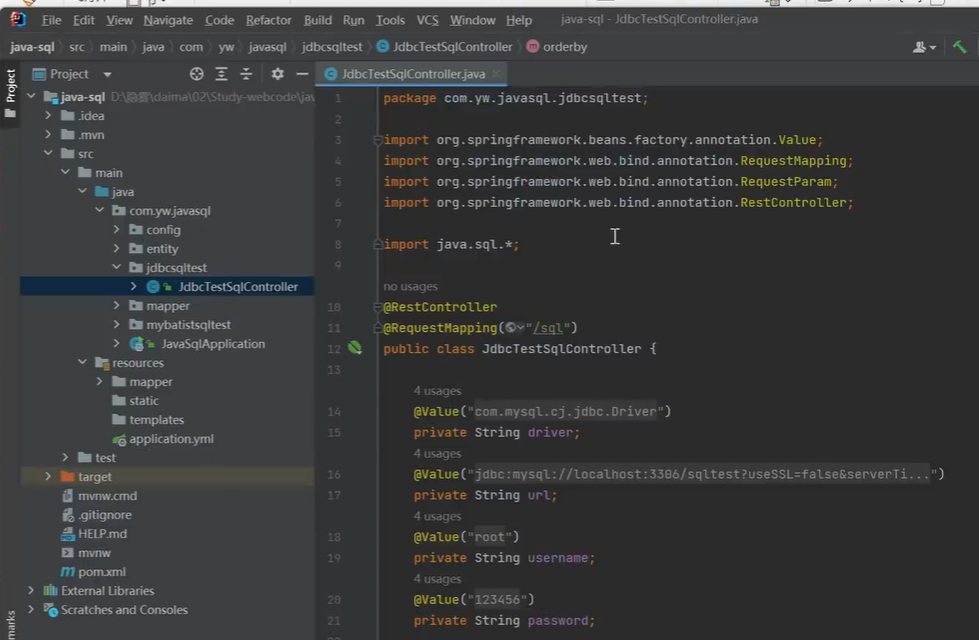 File Edit View Navigate Code Refactor Build Run Tools VCS Window Help java-sql - JdbcTestSqlController.java
java-sql src main java com yw javasql jdbcsqltest JdbcTestSqlController orderby
Project
Project
JdbcTestSqlController.java
java-sql D:\隐雾\daima\02\Study-webcode\jav
.idea
.mvn
src
main
java
com.yw.javasql
config
entity
jdbcsqltest
JdbcTestSqlController
mapper
mybatistsqltest
JavaSqlApplication
resources
mapper
static
templates
application.yml
test
target
mvnw.cmd
.gitignore
HELP.md
mvnw
pom.xml
External Libraries
Scratches and Consoles
marks
1 package com.yw.javasql.jdbcsqltest;
2
3 import org.springframework.beans.factory.annotation.Value;
4 import org.springframework.web.bind.annotation.RequestMapping;
5 import org.springframework.web.bind.annotation.RequestParam;
6 import org.springframework.web.bind.annotation.RestController;
7
8 import java.sql.*;
9
no usages
10 @RestController
11 @RequestMapping("/sql")
12 public class JdbcTestSqlController {
13
4 usages
14 @Value("com.mysql.cj.jdbc.Driver")
15 private String driver;
4 usages
16 @Value("jdbc:mysql://localhost:3306/sqltest?useSSL=false&serverTi...")
17 private String url;
4 usages
18 @Value("root")
19 private String username;
4 usages
20 @Value("123456")
21 private String password;